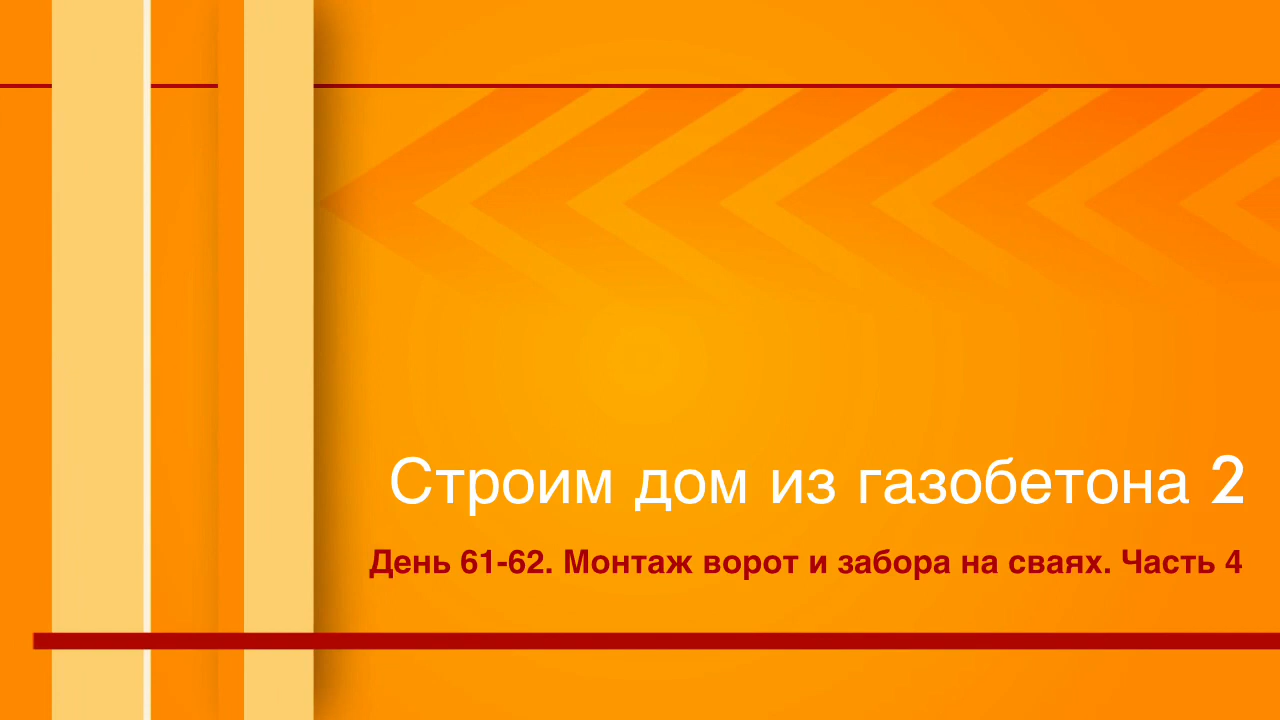 Строим дом из газобетона 2
День 61-62. Монтаж ворот и забора на сваях. Часть 4